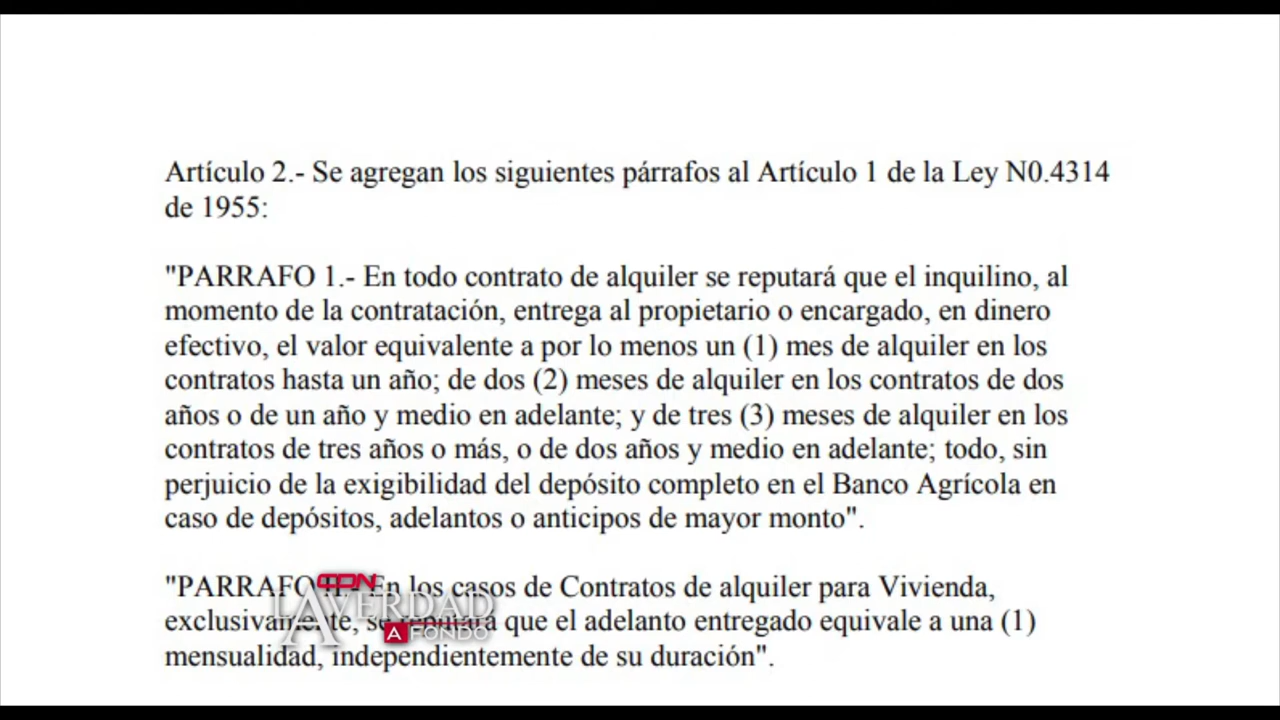 Artículo 2.- Se agregan los siguientes párrafos al Artículo 1 de la Ley N0.4314
de 1955:
"PARRAFO 1.- En todo contrato de alquiler se reputará que el inquilino, al
momento de la contratación, entrega al propietario o encargado, en dinero
efectivo, el valor equivalente a por lo menos un (1) mes de alquiler en los
contratos hasta un año; de dos (2) meses de alquiler en los contratos de dos
años o de un año y medio en adelante; y de tres (3) meses de alquiler en los
contratos de tres años o más, o de dos años y medio en adelante; todo, sin
perjuicio de la exigibilidad del depósito completo en el Banco Agrícola en
caso de depósitos, adelantos o anticipos de mayor monto".
"PARRAFO II.- En los casos de Contratos de alquiler para Vivienda,
exclusivamente, se reputará que el adelanto entregado equivale a una (1)
mensualidad, independientemente de su duración".
CDN
LA VERDAD
A FONDO